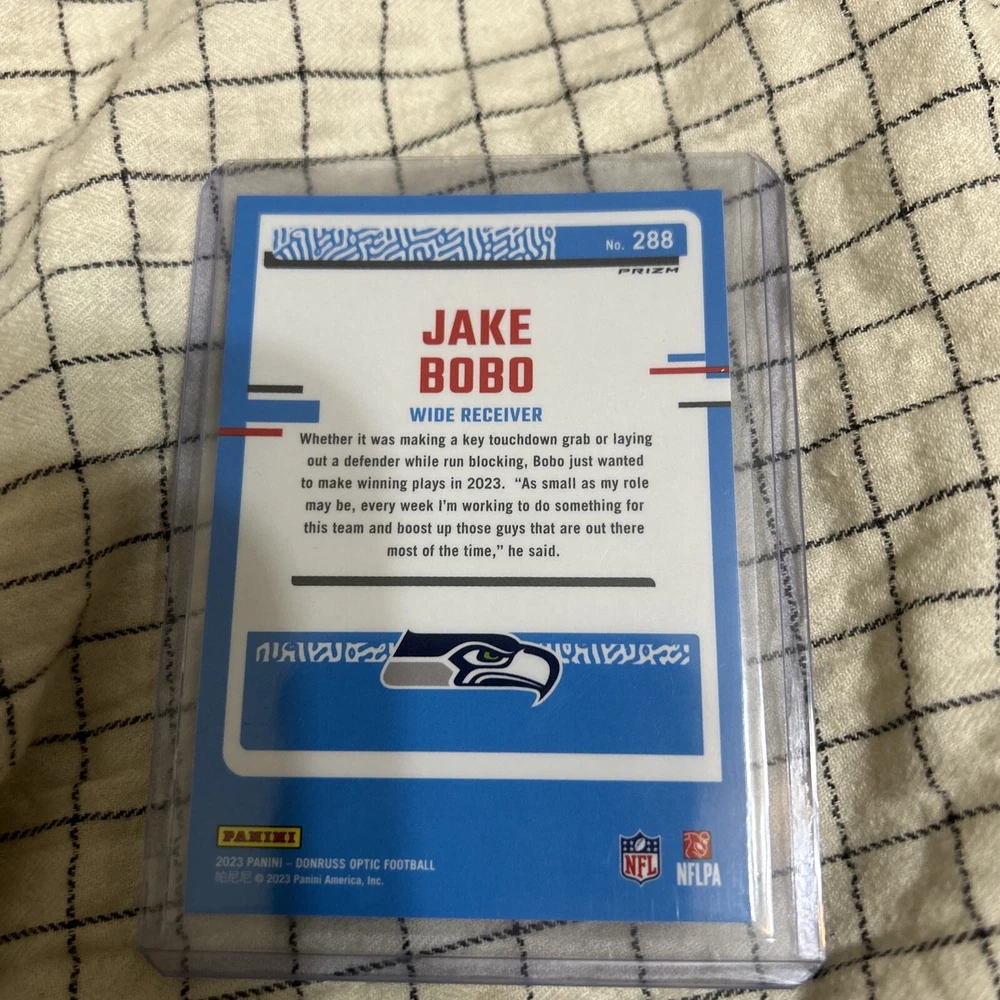 No. 288
PRIZM
JAKE
BOBO
WIDE RECEIVER
Whether it was making a key touchdown grab or laying
out a defender while run blocking, Bobo just wanted
to make winning plays in 2023. “As small as my role
may be, every week I’m working to do something for
this team and boost up those guys that are out there
most of the time,” he said.
PANINI
2023 PANINI – DONRUSS OPTIC FOOTBALL
帕尼尼 © 2023 Panini America, Inc.
NFL
NFLPA